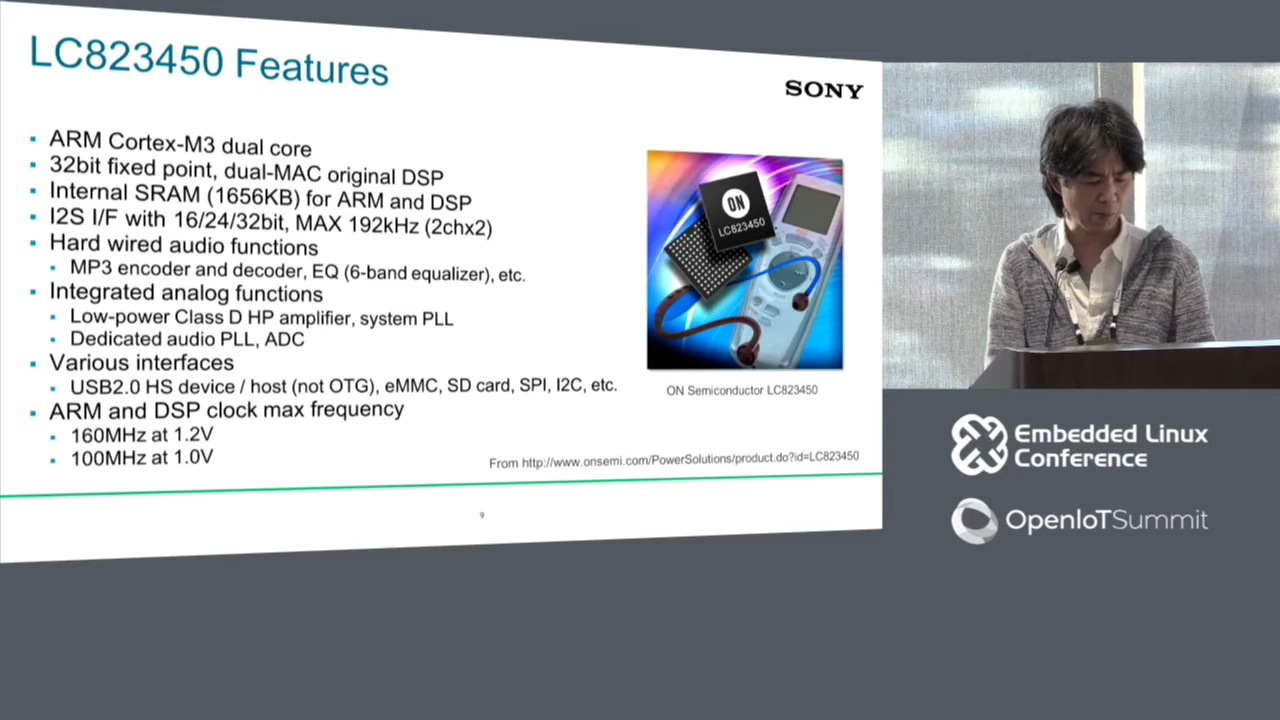 LC823450 Features
SONY
ARM Cortex-M3 dual core
32bit fixed point, dual-MAC original DSP
Internal SRAM (1656KB) for ARM and DSP
I2S I/F with 16/24/32bit, MAX 192kHz (2chx2)
Hard wired audio functions
MP3 encoder and decoder, EQ (6-band equalizer), etc.
Integrated analog functions
Low-power Class D HP amplifier, system PLL
Dedicated audio PLL, ADC
Various interfaces
USB2.0 HS device / host (not OTG), eMMC, SD card, SPI, I2C, etc.
ARM and DSP clock max frequency
160MHz at 1.2V
100MHz at 1.0V
ON
LC823450
ON Semiconductor LC823450
From http://www.onsemi.com/PowerSolutions/product.do?id=LC823450
9
Embedded Linux
Conference
OpenIoTSummit